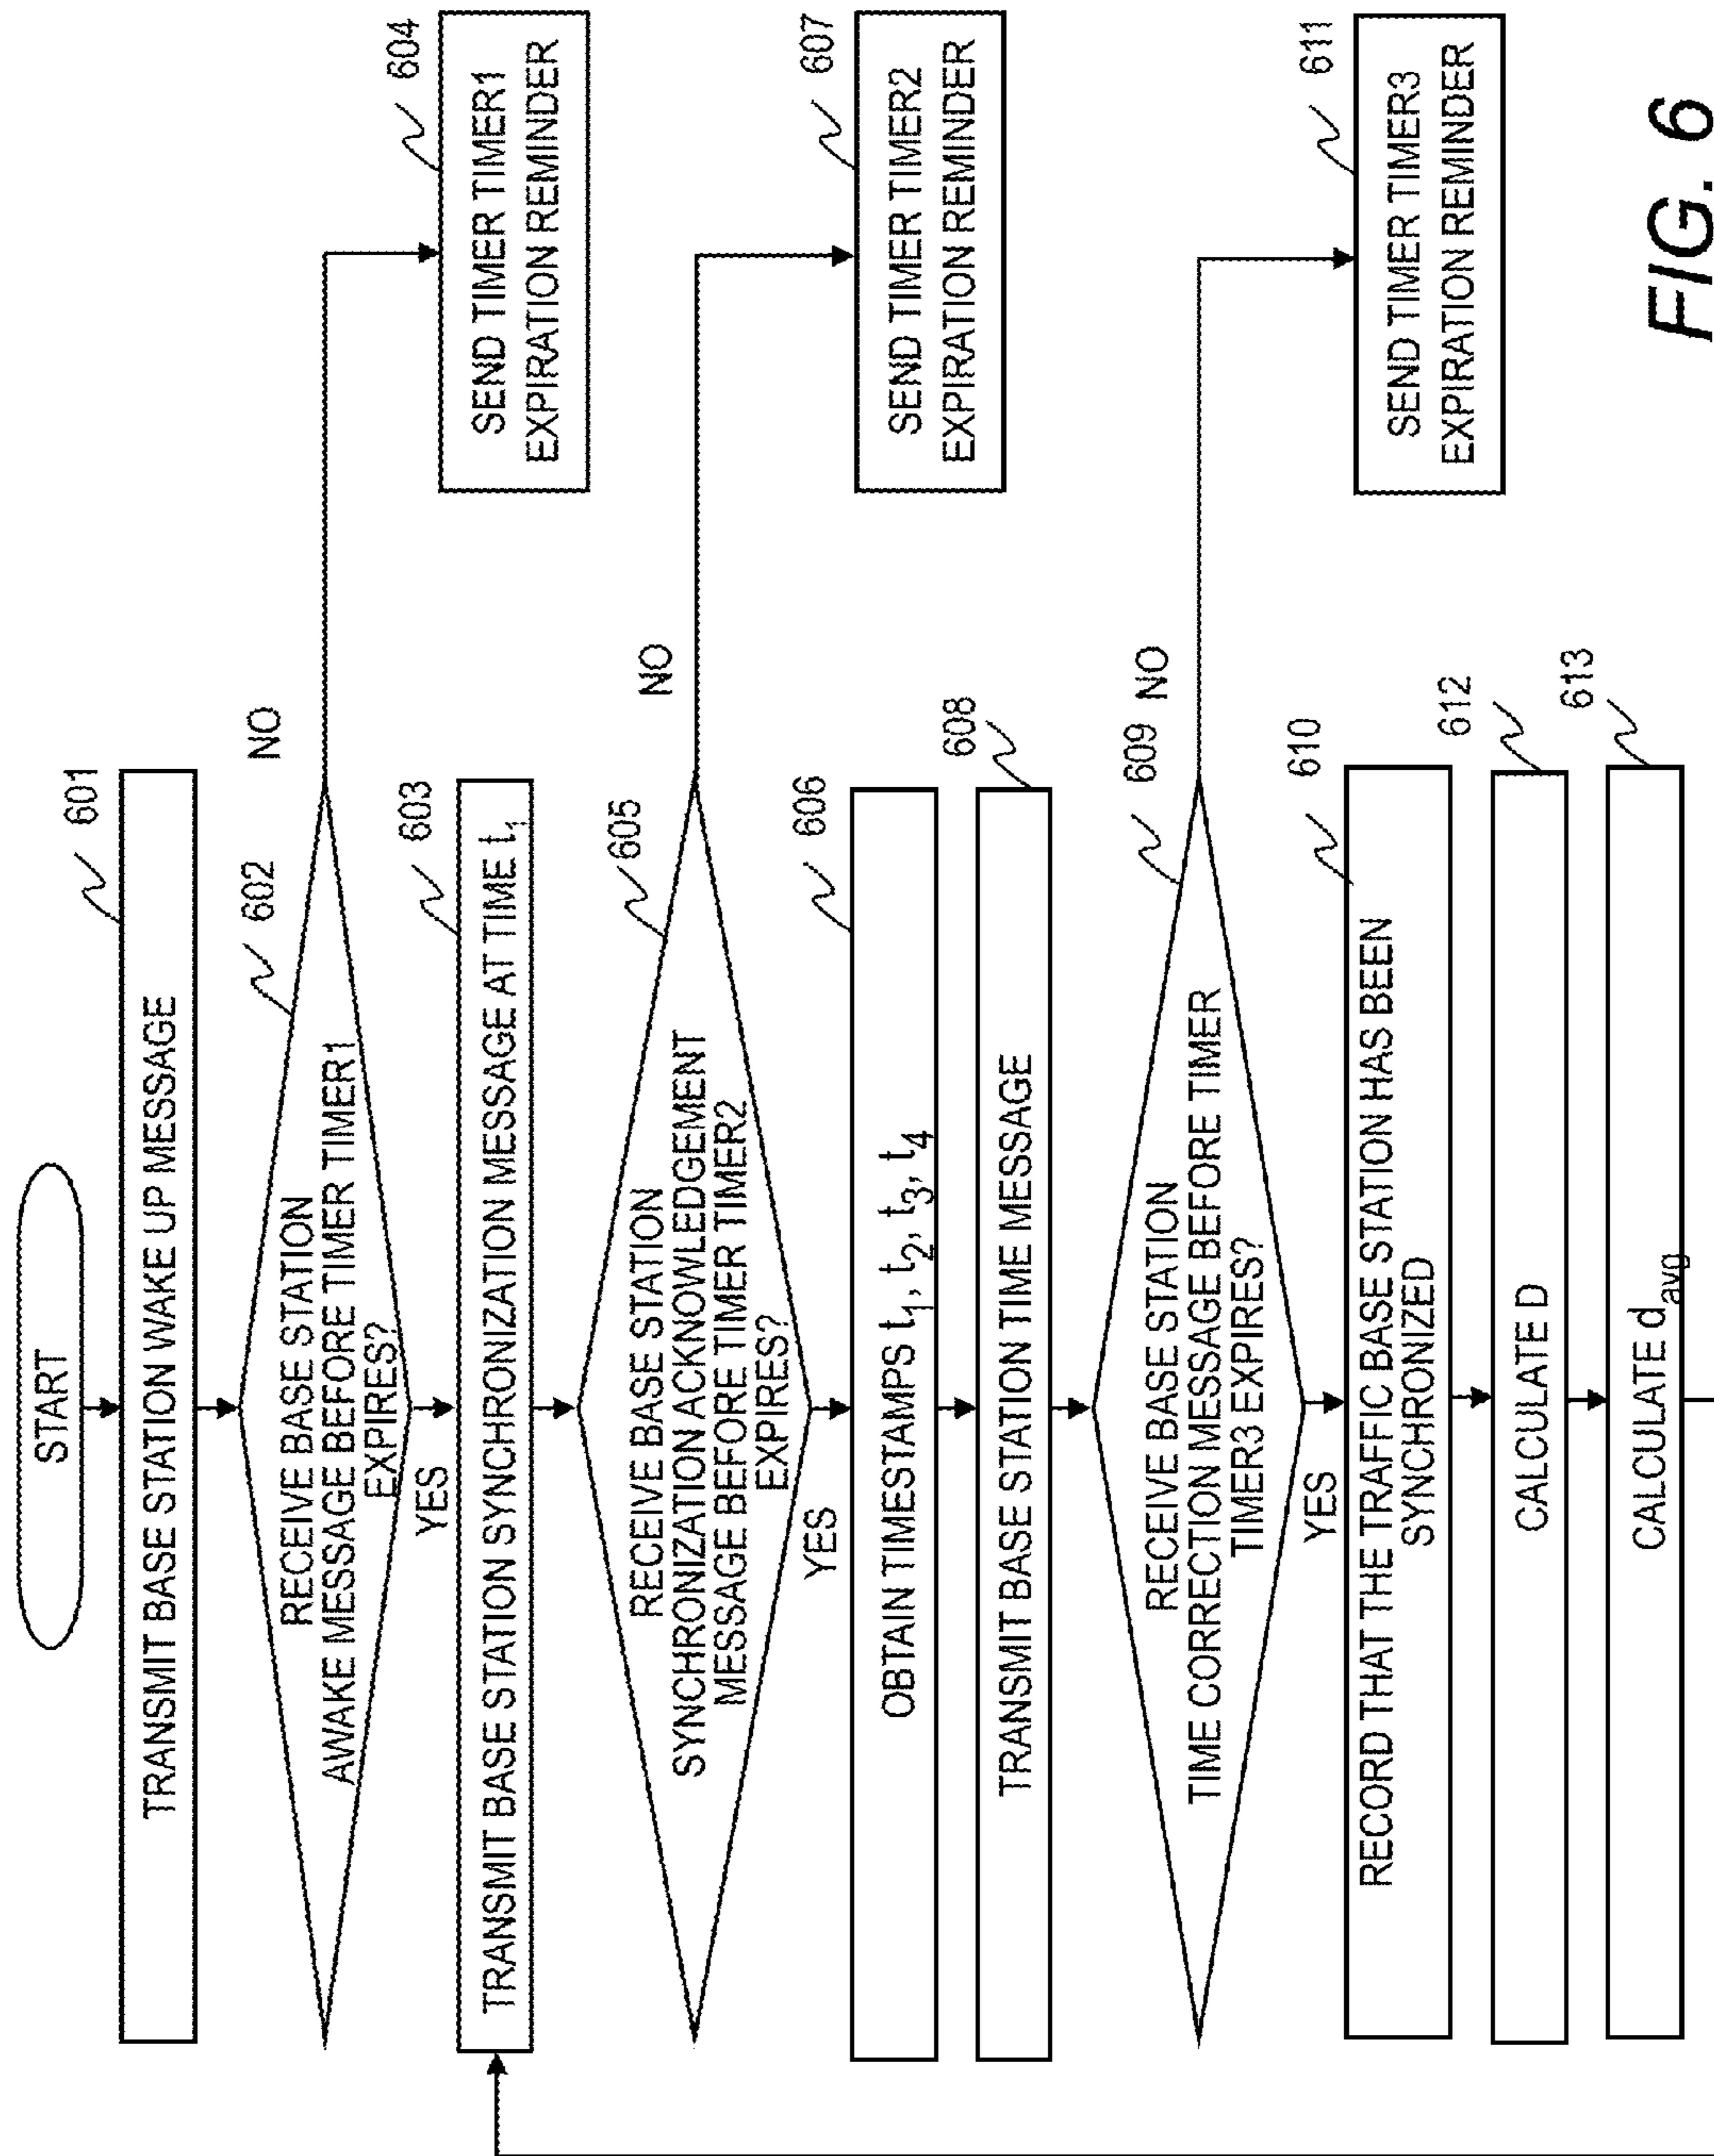 START
601
TRANSMIT BASE STATION WAKE UP MESSAGE
602
RECEIVE BASE STATION
AWAKE MESSAGE BEFORE TIMER TIMER1
EXPIRES?
NO
604
SEND TIMER TIMER1
EXPIRATION REMINDER
YES
603
TRANSMIT BASE STATION SYNCHRONIZATION MESSAGE AT TIME t₁
605
RECEIVE BASE STATION
SYNCHRONIZATION ACKNOWLEDGEMENT
MESSAGE BEFORE TIMER TIMER2
EXPIRES?
NO
607
SEND TIMER TIMER2
EXPIRATION REMINDER
YES
606
OBTAIN TIMESTAMPS t₁, t₂, t₃, t₄
608
TRANSMIT BASE STATION TIME MESSAGE
609
RECEIVE BASE STATION
TIME CORRECTION MESSAGE BEFORE TIMER
TIMER3 EXPIRES?
NO
611
SEND TIMER TIMER3
EXPIRATION REMINDER
YES
610
RECORD THAT THE TRAFFIC BASE STATION HAS BEEN
SYNCHRONIZED
612
CALCULATE D
613
CALCULATE d_avg
FIG. 6